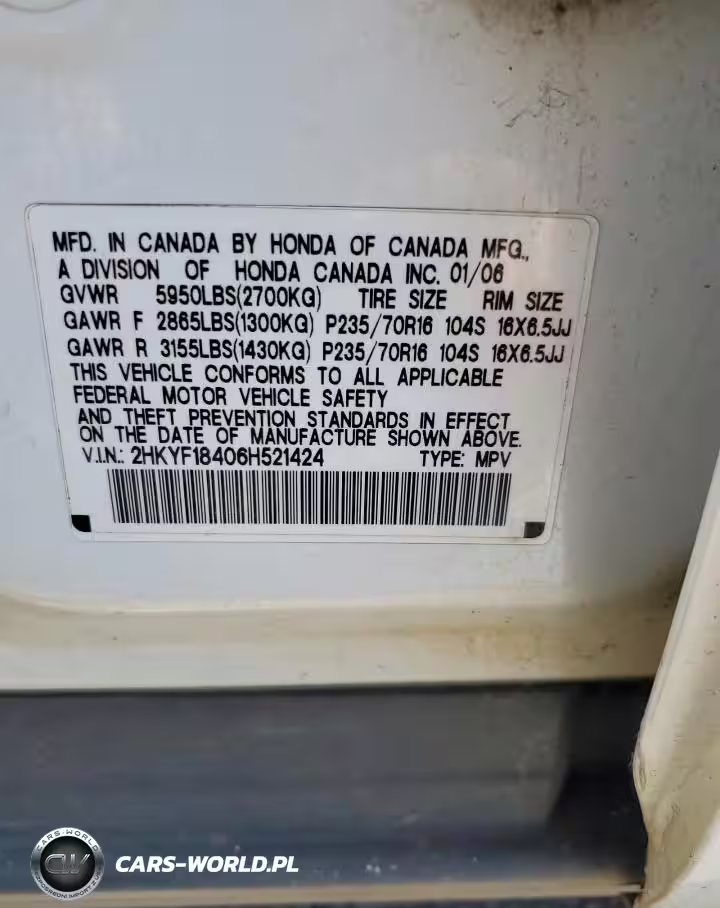 MFD. IN CANADA BY HONDA OF CANADA MFG.,
A DIVISION OF HONDA CANADA INC. 01/06
GVWR 5950LBS(2700KG) TIRE SIZE RIM SIZE
GAWR F 2865LBS(1300KG) P235/70R16 104S 16X6.5JJ
GAWR R 3155LBS(1430KG) P235/70R16 104S 16X6.5JJ
THIS VEHICLE CONFORMS TO ALL APPLICABLE
FEDERAL MOTOR VEHICLE SAFETY
AND THEFT PREVENTION STANDARDS IN EFFECT
ON THE DATE OF MANUFACTURE SHOWN ABOVE.
V.I.N.: 2HKYF18406H521424 TYPE: MPV
CARS-WORLD.PL
CARS-WORLD
CW